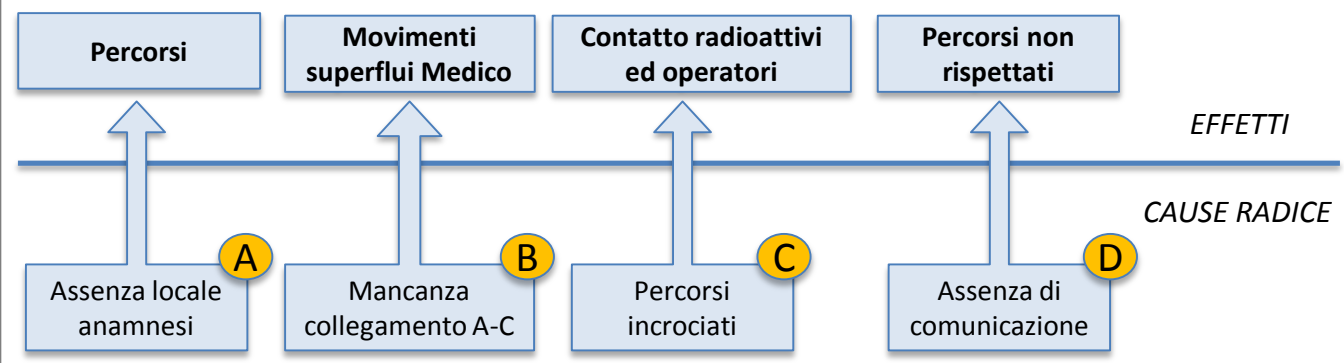 Percorsi
Movimenti
superflui Medico
Contatto radioattivi
ed operatori
Percorsi non
rispettati
EFFETTI
CAUSE RADICE
A
Assenza locale
anamnesi
B
Mancanza
collegamento A-C
C
Percorsi
incrociati
D
Assenza di
comunicazione